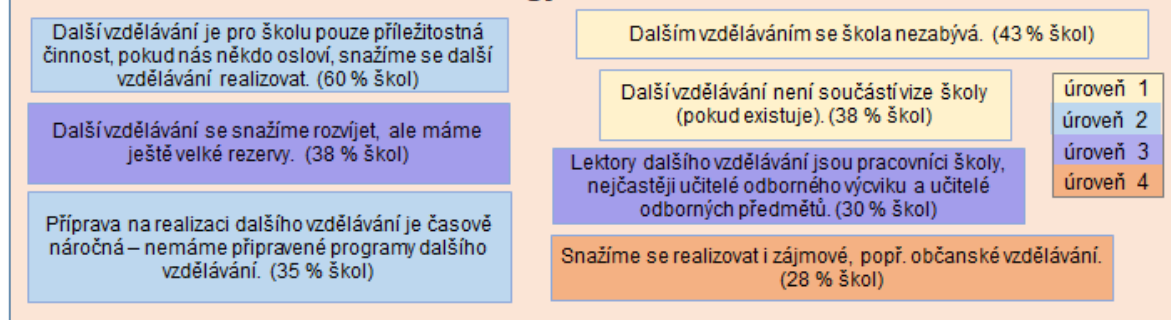 Další vzdělávání je pro školu pouze příležitostná
činnost, pokud nás někdo osloví, snažíme se další
vzdělávání realizovat. (60 % škol)
Další vzdělávání se snažíme rozvíjet, ale máme
ještě velké rezervy. (38 % škol)
Příprava na realizaci dalšího vzdělávání je časově
náročná – nemáme připravené programy dalšího
vzdělávání. (35 % škol)
Dalším vzděláváním se škola nezabývá. (43 % škol)
Další vzdělávání není součástí vize školy
(pokud existuje). (38 % škol)
Lektory dalšího vzdělávání jsou pracovníci školy,
nejčastěji učitelé odborného výcviku a učitelé
odborných předmětů. (30 % škol)
Snažíme se realizovat i zájmové, popř. občanské vzdělávání.
(28 % škol)
úroveň 1
úroveň 2
úroveň 3
úroveň 4